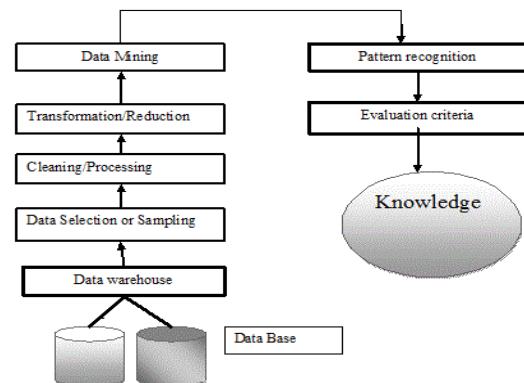 Data Mining
Transformation/Reduction
Cleaning/Processing
Data Selection or Sampling
Data warehouse
Data Base
Pattern recognition
Evaluation criteria
Knowledge